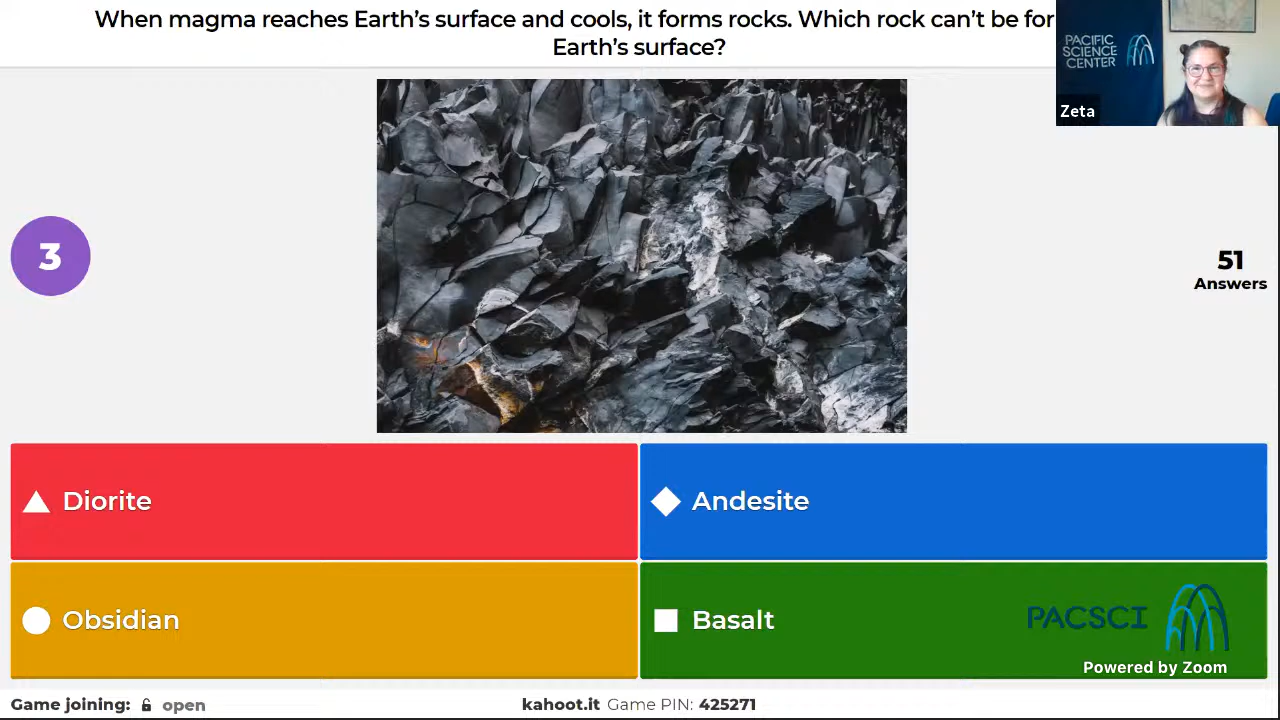 When magma reaches Earth's surface and cools, it forms rocks. Which rock can't be for
Earth's surface?
PACIFIC
SCIENCE
CENTER
Zeta
3
51
Answers
Diorite
Andesite
Obsidian
Basalt
PACSCI
Powered by Zoom
Game joining: open
kahoot.it Game PIN: 425271